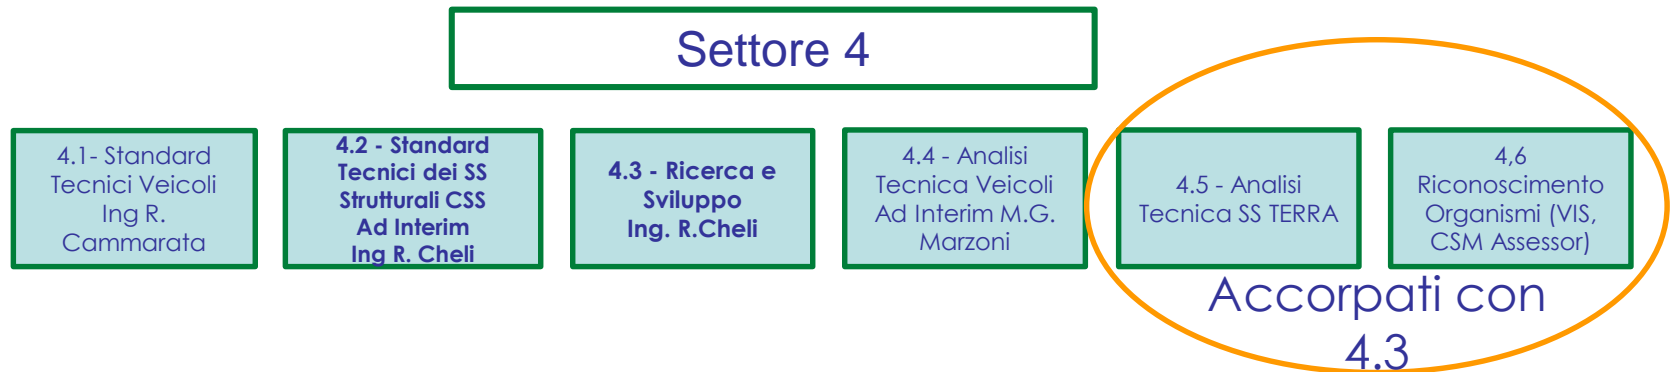 Settore 4
4.1- Standard
Tecnici Veicoli
Ing R.
Cammarata
4.2 - Standard
Tecnici dei SS
Strutturali CSS
Ad Interim
Ing R. Cheli
4.3 - Ricerca e
Sviluppo
Ing. R.Cheli
4.4 - Analisi
Tecnica Veicoli
Ad Interim M.G.
Marzoni
4.5 - Analisi
Tecnica SS TERRA
4,6
Riconoscimento
Organismi (VIS,
CSM Assessor)
Accorpati con
4.3